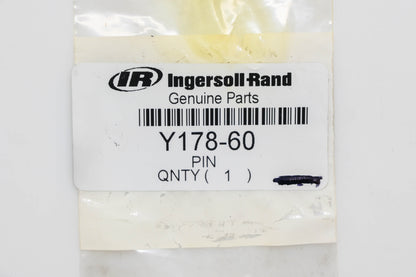 IR Ingersoll-Rand
Genuine Parts
Y178-60
PIN
QNTY ( 1 )